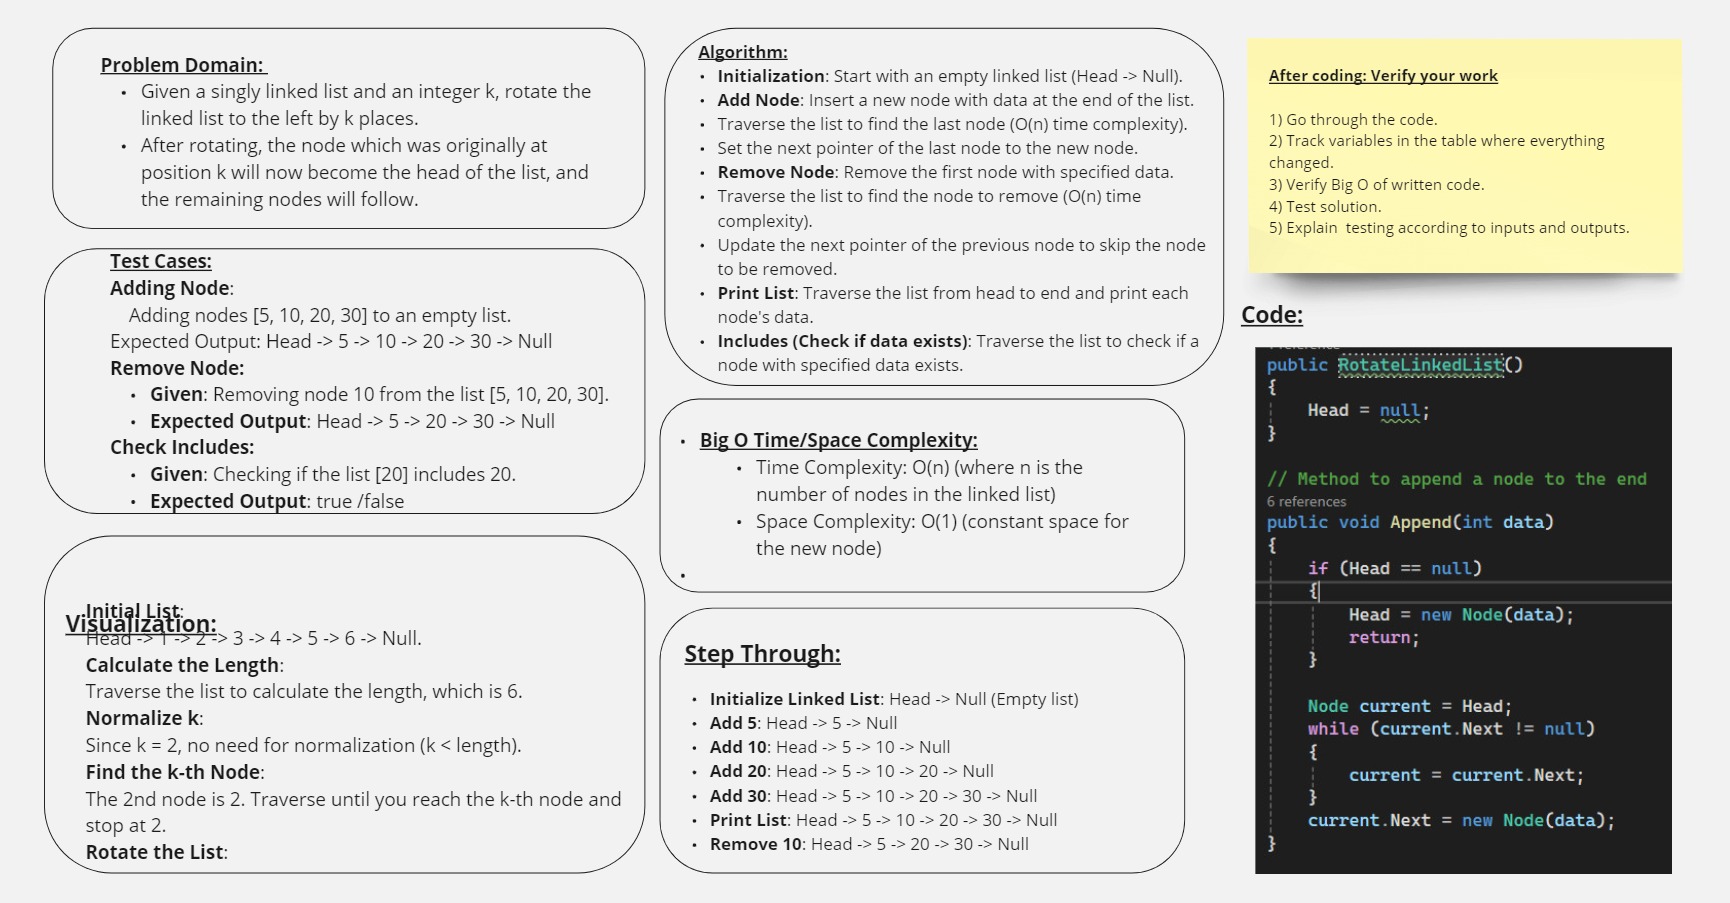 Problem Domain:
• Given a singly linked list and an integer k, rotate the
linked list to the left by k places.
• After rotating, the node which was originally at
position k will now become the head of the list, and
the remaining nodes will follow.
Test Cases:
Adding Node:
Adding nodes [5, 10, 20, 30] to an empty list.
Expected Output: Head -> 5 -> 10 -> 20 -> 30 -> Null
Remove Node:
• Given: Removing node 10 from the list [5, 10, 20, 30].
• Expected Output: Head -> 5 -> 20 -> 30 -> Null
Check Includes:
• Given: Checking if the list [20] includes 20.
• Expected Output: true /false
Visualization:
Initial List:
Head -> 1 -> 2 -> 3 -> 4 -> 5 -> 6 -> Null.
Calculate the Length:
Traverse the list to calculate the length, which is 6.
Normalize k:
Since k = 2, no need for normalization (k < length).
Find the k-th Node:
The 2nd node is 2. Traverse until you reach the k-th node and
stop at 2.
Rotate the List:
Algorithm:
• Initialization: Start with an empty linked list (Head -> Null).
• Add Node: Insert a new node with data at the end of the list.
• Traverse the list to find the last node (O(n) time complexity).
• Set the next pointer of the last node to the new node.
• Remove Node: Remove the first node with specified data.
• Traverse the list to find the node to remove (O(n) time
complexity).
• Update the next pointer of the previous node to skip the node
to be removed.
• Print List: Traverse the list from head to end and print each
node's data.
• Includes (Check if data exists): Traverse the list to check if a
node with specified data exists.
• Big O Time/Space Complexity:
• Time Complexity: O(n) (where n is the
number of nodes in the linked list)
• Space Complexity: O(1) (constant space for
the new node)
•
Step Through:
• Initialize Linked List: Head -> Null (Empty list)
• Add 5: Head -> 5 -> Null
• Add 10: Head -> 5 -> 10 -> Null
• Add 20: Head -> 5 -> 10 -> 20 -> Null
• Add 30: Head -> 5 -> 10 -> 20 -> 30 -> Null
• Print List: Head -> 5 -> 10 -> 20 -> 30 -> Null
• Remove 10: Head -> 5 -> 20 -> 30 -> Null
After coding: Verify your work
1) Go through the code.
2) Track variables in the table where everything
changed.
3) Verify Big O of written code.
4) Test solution.
5) Explain testing according to inputs and outputs.
Code:
public RotateLinkedList()
{
Head = null;
}
// Method to append a node to the end
6 references
public void Append(int data)
{
if (Head == null)
{
Head = new Node(data);
return;
}
Node current = Head;
while (current.Next != null)
{
current = current.Next;
}
current.Next = new Node(data);
}